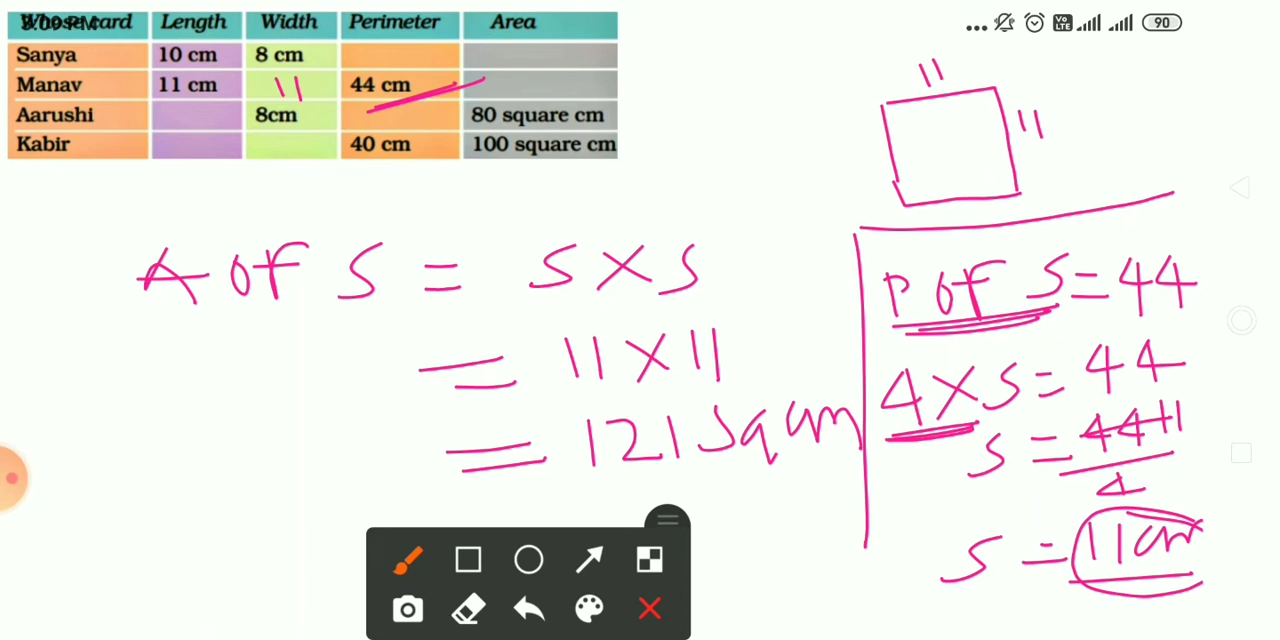 Whose card Length Width Perimeter Area
Sanya 10 cm 8 cm
Manav 11 cm 11 44 cm
Aarushi 8cm 80 square cm
Kabir 40 cm 100 square cm
90
11
11
A of S = S X S
= 11 X 11
= 121 Sq cm
P of S = 44
4 X S = 44
S = 44 11
4
S = 11 cm